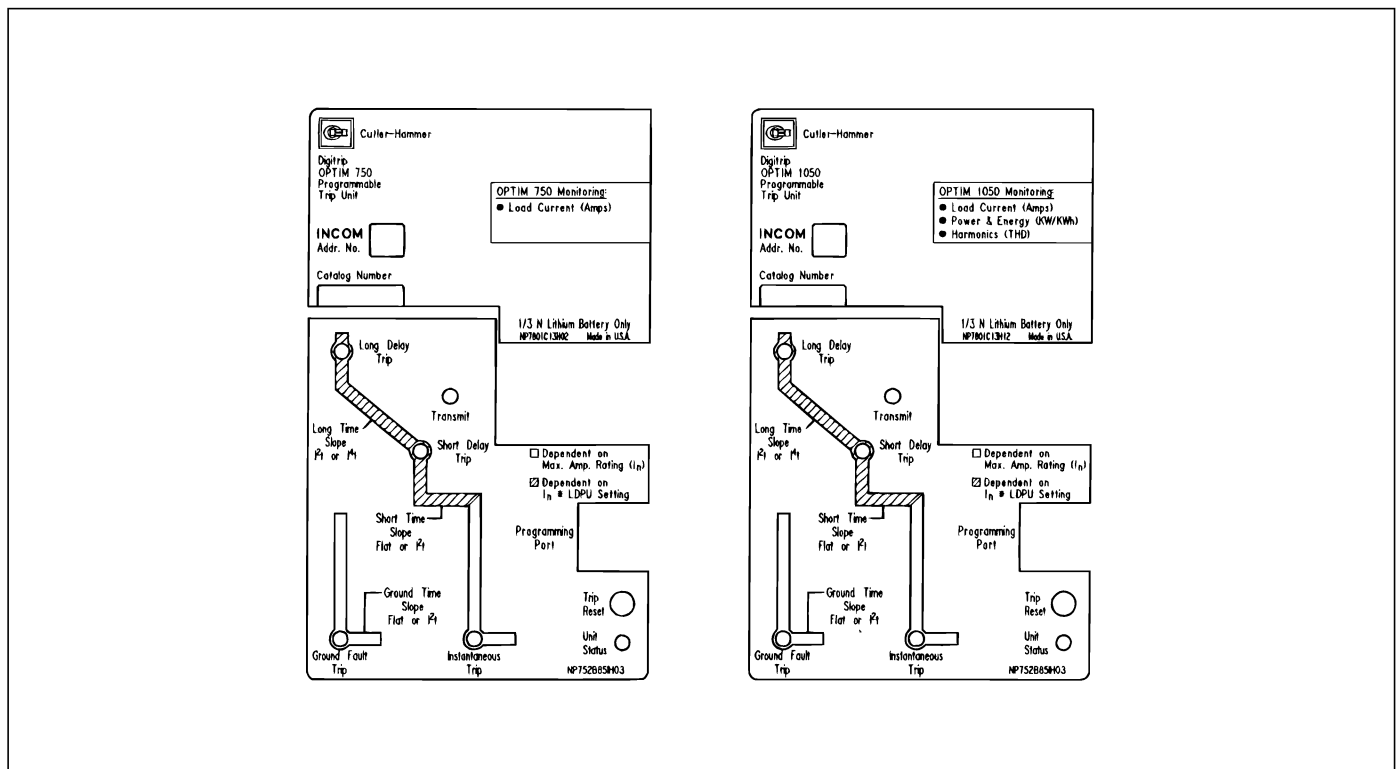 Cutler-Hammer
Digitrip
OPTIM 750
Programmable
Trip Unit
OPTIM 750 Monitoring:
● Load Current (Amps)
INCOM
Addr. No.
Catalog Number
1/3 N Lithium Battery Only
NP7801C13H02 Made in U.S.A.
Long Delay
Trip
Transmit
Long Time
Slope
I²t or I⁴t
Short Delay
Trip
Dependent on
Max. Amp. Rating (In)
Dependent on
In * LDPU Setting
Short Time
Slope
Flat or I²t
Programming
Port
Ground Time
Slope
Flat or I²t
Trip
Reset
Unit
Status
Ground Fault
Trip
Instantaneous
Trip
NP752B851H03
Cutler-Hammer
Digitrip
OPTIM 1050
Programmable
Trip Unit
OPTIM 1050 Monitoring:
● Load Current (Amps)
● Power & Energy (KW/KWh)
● Harmonics (THD)
INCOM
Addr. No.
Catalog Number
1/3 N Lithium Battery Only
NP7801C13H12 Made in U.S.A.
Long Delay
Trip
Transmit
Long Time
Slope
I²t or I⁴t
Short Delay
Trip
Dependent on
Max. Amp. Rating (In)
Dependent on
In * LDPU Setting
Short Time
Slope
Flat or I²t
Programming
Port
Ground Time
Slope
Flat or I²t
Trip
Reset
Unit
Status
Ground Fault
Trip
Instantaneous
Trip
NP752B851H03